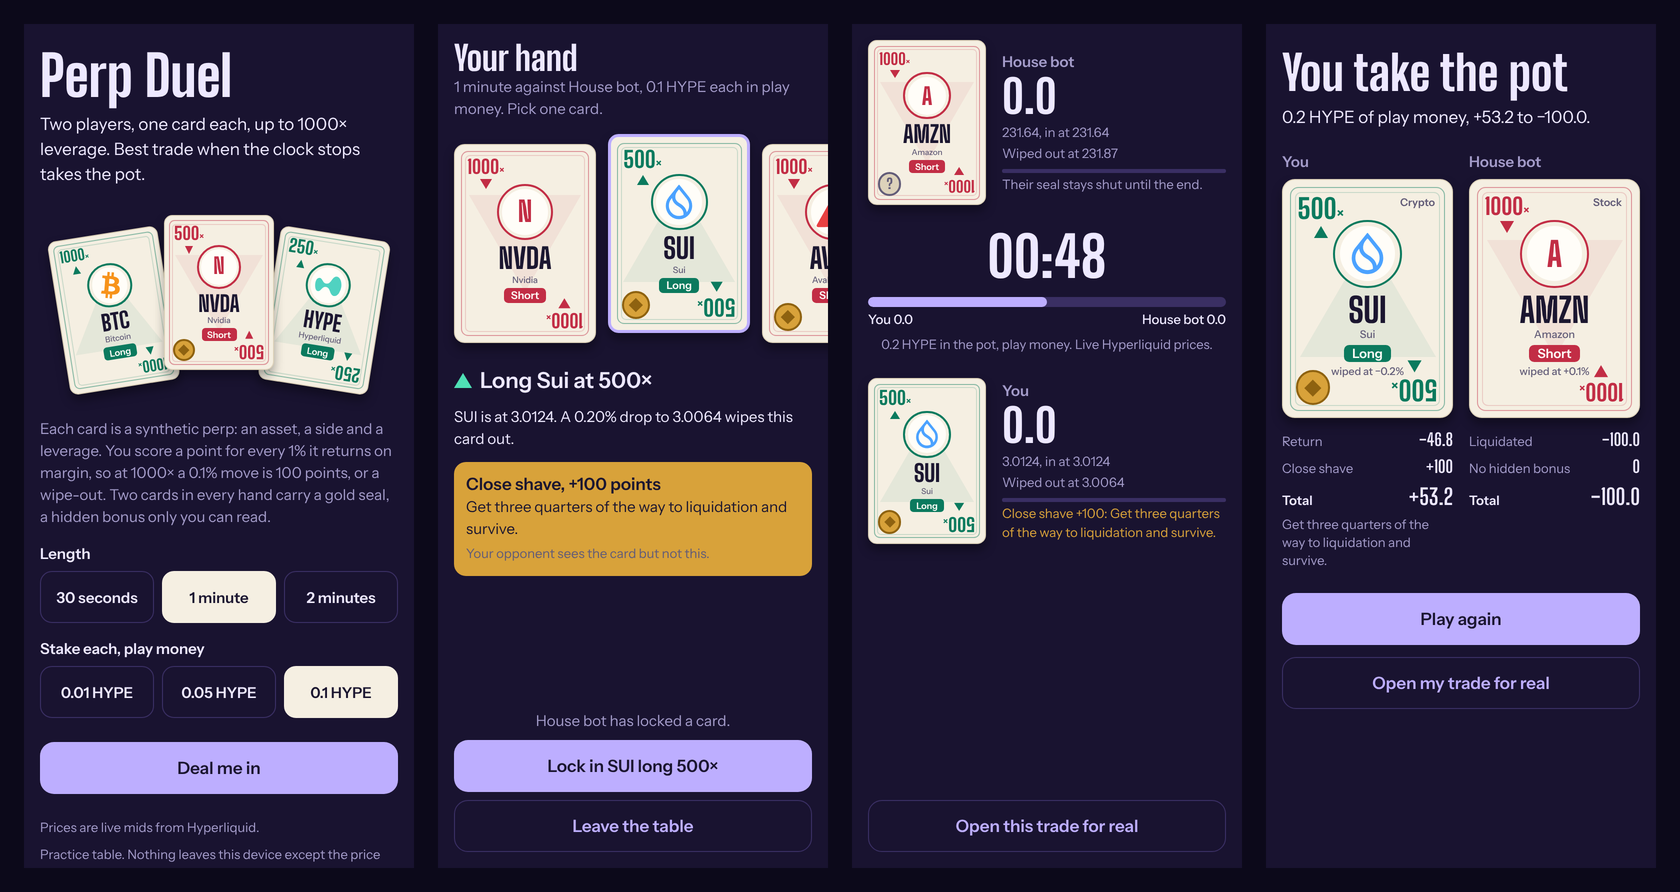 Perp Duel
Two players, one card each, up to 1000×
leverage. Best trade when the clock stops
takes the pot.
1000×
BTC
Bitcoin
Long
1000×
500×
N
NVDA
Nvidia
Short
500×
250×
HYPE
Hyperliquid
Long
250×
Each card is a synthetic perp: an asset, a side and a
leverage. You score a point for every 1% it returns on
margin, so at 1000× a 0.1% move is 100 points, or a
wipe-out. Two cards in every hand carry a gold seal,
a hidden bonus only you can read.
Length
30 seconds
1 minute
2 minutes
Stake each, play money
0.01 HYPE
0.05 HYPE
0.1 HYPE
Deal me in
Prices are live mids from Hyperliquid.
Practice table. Nothing leaves this device except the price
Your hand
1 minute against House bot, 0.1 HYPE each in play
money. Pick one card.
1000×
N
NVDA
Nvidia
Short
1000×
500×
SUI
Sui
Long
500×
1000×
Long Sui at 500×
SUI is at 3.0124. A 0.20% drop to 3.0064 wipes this
card out.
Close shave, +100 points
Get three quarters of the way to liquidation and
survive.
Your opponent sees the card but not this.
House bot has locked a card.
Lock in SUI long 500×
Leave the table
1000×
A
AMZN
Amazon
Short
?
1000×
House bot
0.0
231.64, in at 231.64
Wiped out at 231.87
Their seal stays shut until the end.
00:48
You 0.0
House bot 0.0
0.2 HYPE in the pot, play money. Live Hyperliquid prices.
500×
SUI
Sui
Long
500×
You
0.0
3.0124, in at 3.0124
Wiped out at 3.0064
Close shave +100: Get three quarters
of the way to liquidation and survive.
Open this trade for real
You take the pot
0.2 HYPE of play money, +53.2 to −100.0.
You
500×
Crypto
SUI
Sui
Long
wiped at −0.2%
500×
House bot
1000×
Stock
A
AMZN
Amazon
Short
wiped at +0.1%
1000×
Return −46.8
Close shave +100
Total +53.2
Get three quarters of the
way to liquidation and
survive.
Liquidated −100.0
No hidden bonus 0
Total −100.0
Play again
Open my trade for real